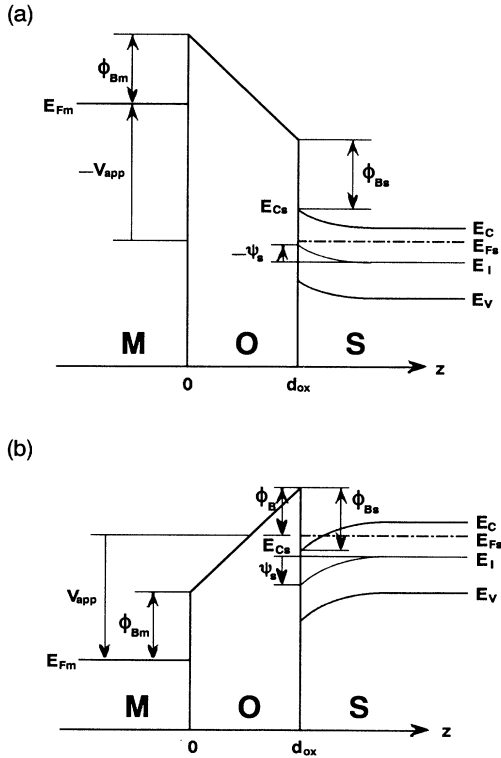 (a)
ϕBm
EFm
—Vapp
ϕBs
ECs
EC
EFs
—ψs
EI
EV
M O S
z
0 dox
(b)
ϕB
ϕBs
EC
ECs
EFs
EI
ψs
Vapp
ϕBm
EV
EFm
M O S
z
0 dox